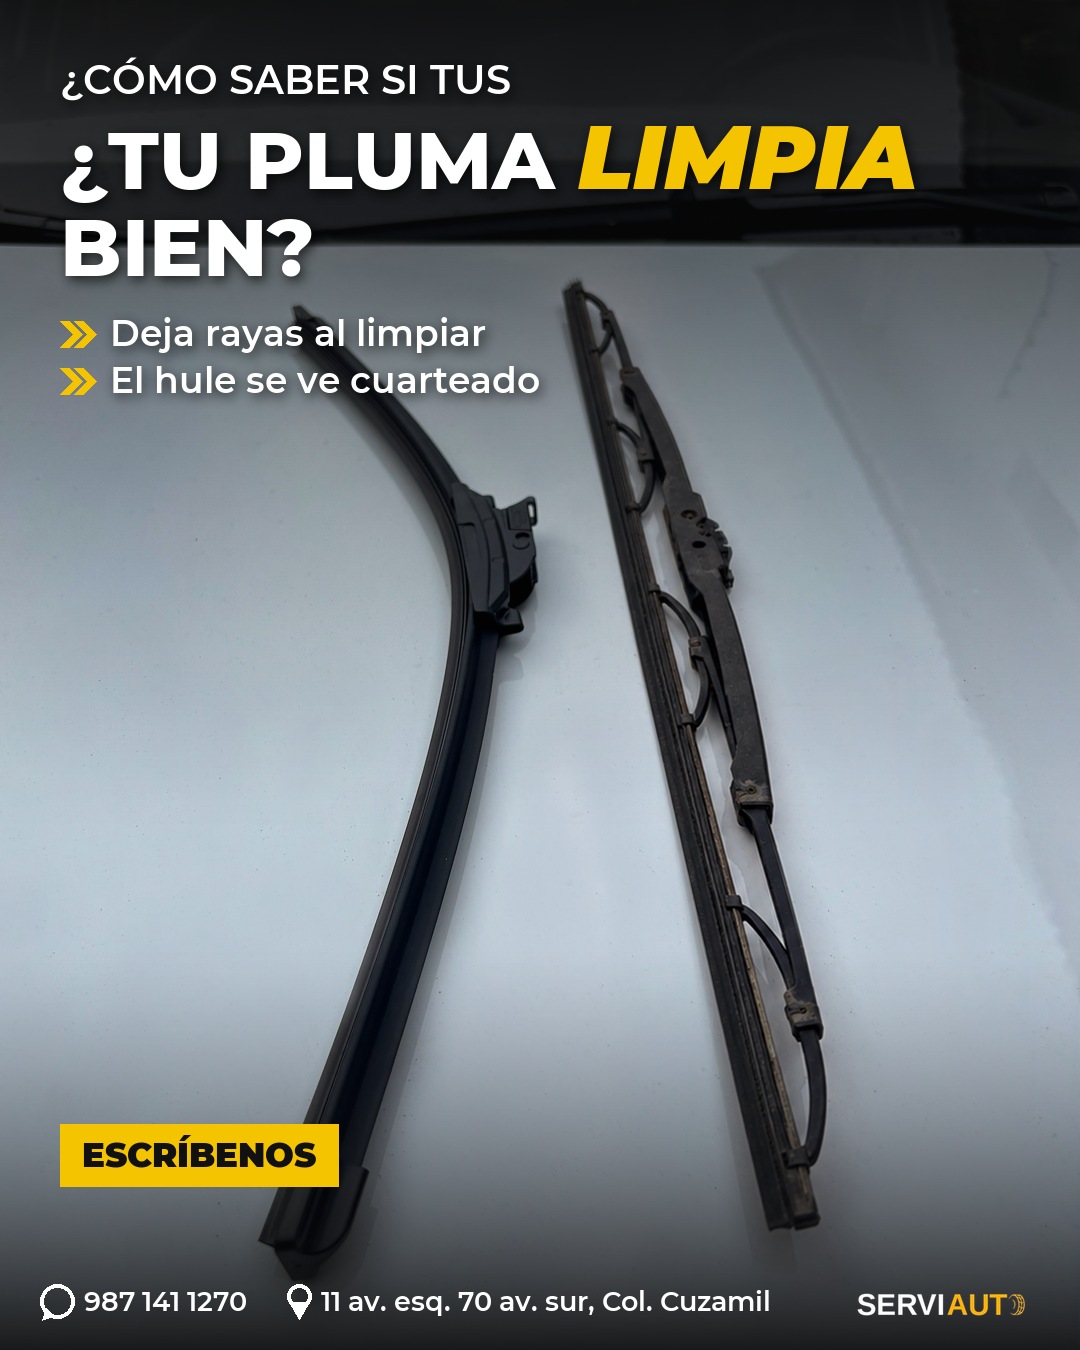 ¿CÓMO SABER SI TUS
¿TU PLUMA LIMPIA
BIEN?
Deja rayas al limpiar
El hule se ve cuarteado
ESCRÍBENOS
987 141 1270
11 av. esq. 70 av. sur, Col. Cuzamil
SERVIAUTO